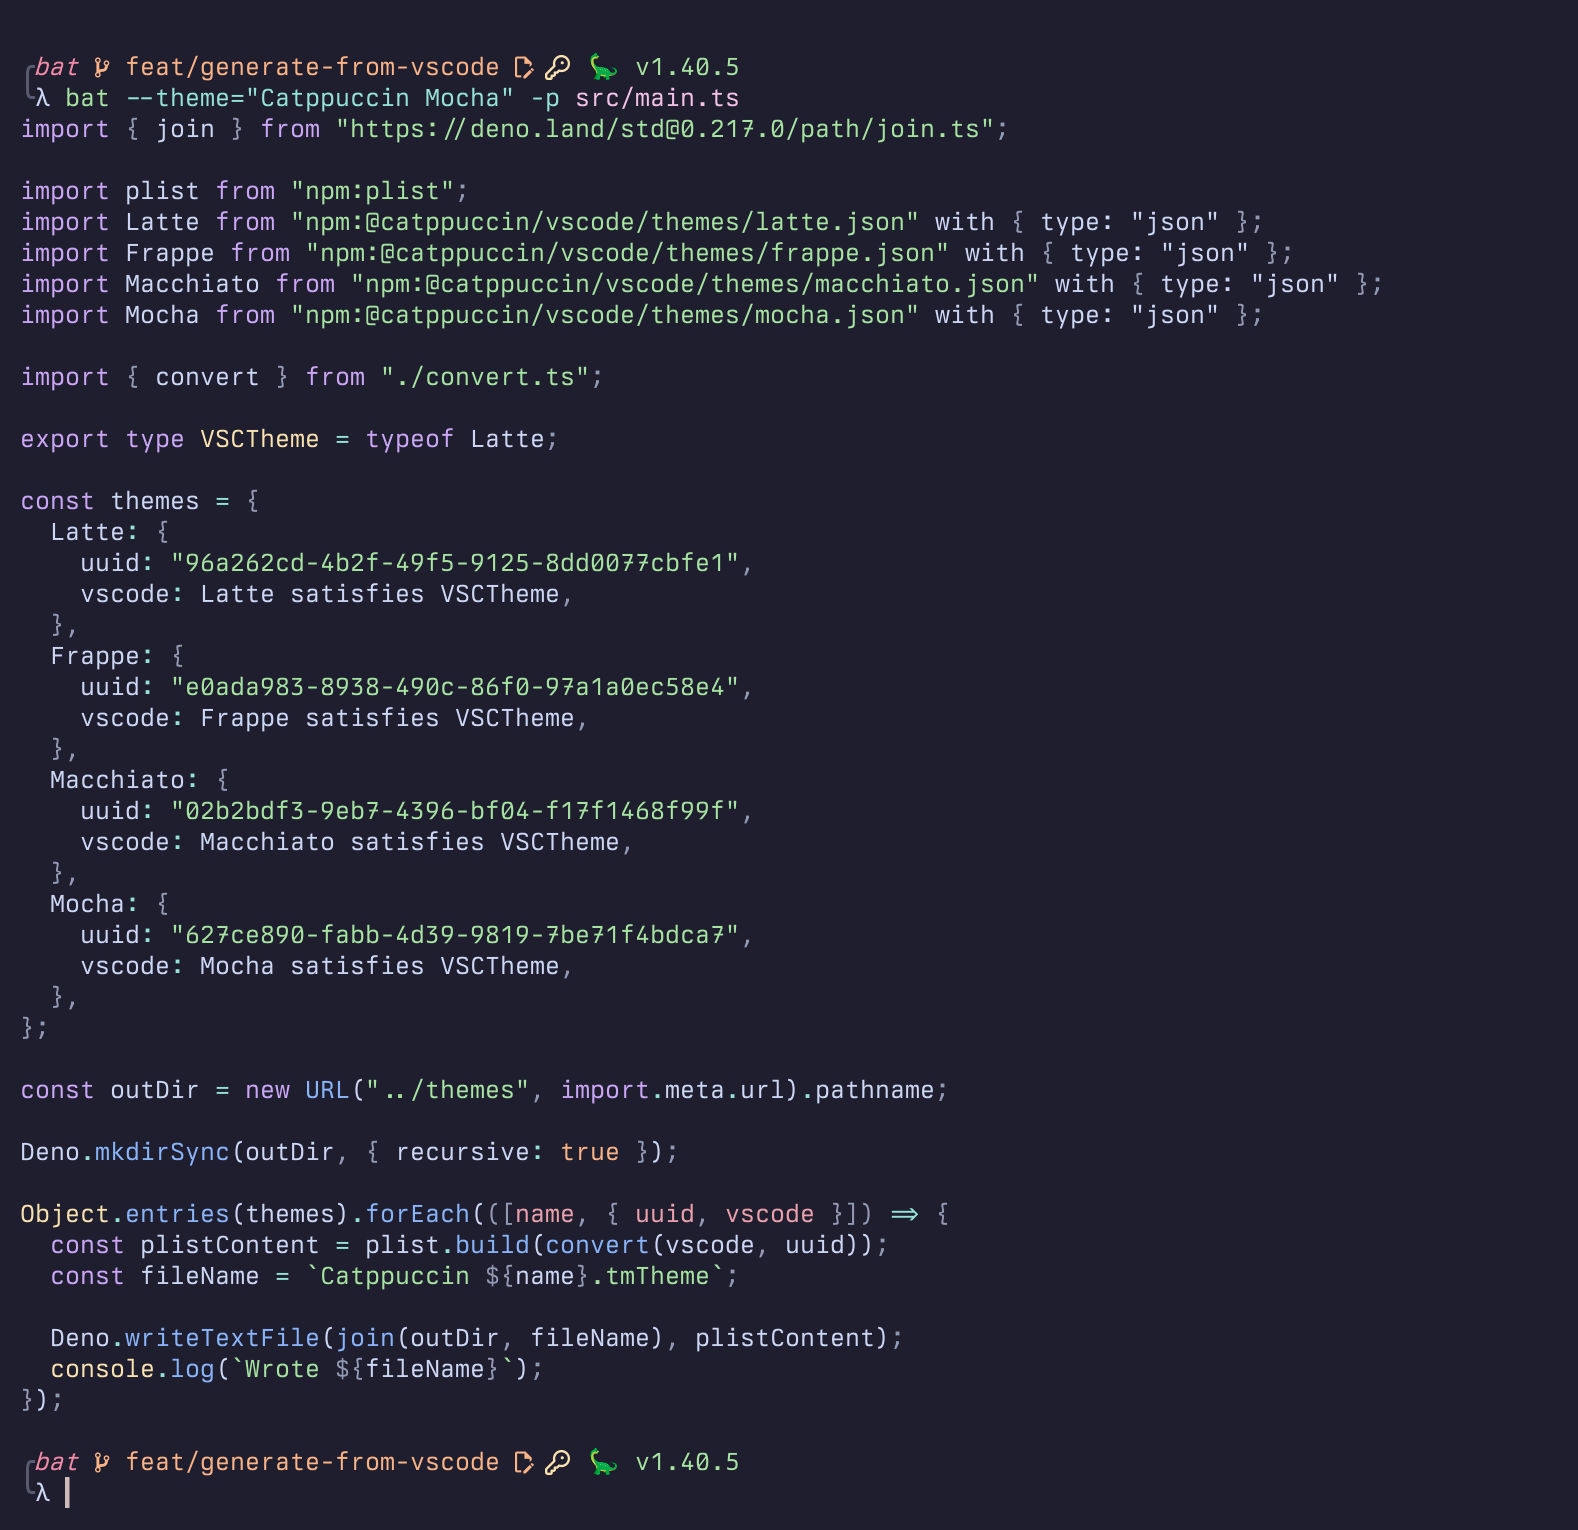 bat feat/generate-from-vscode v1.40.5
λ bat --theme="Catppuccin Mocha" -p src/main.ts
import { join } from "https://deno.land/std@0.217.0/path/join.ts";

import plist from "npm:plist";
import Latte from "npm:@catppuccin/vscode/themes/latte.json" with { type: "json" };
import Frappe from "npm:@catppuccin/vscode/themes/frappe.json" with { type: "json" };
import Macchiato from "npm:@catppuccin/vscode/themes/macchiato.json" with { type: "json" };
import Mocha from "npm:@catppuccin/vscode/themes/mocha.json" with { type: "json" };

import { convert } from "./convert.ts";

export type VSCTheme = typeof Latte;

const themes = {
  Latte: {
    uuid: "96a262cd-4b2f-49f5-9125-8dd0077cbfe1",
    vscode: Latte satisfies VSCTheme,
  },
  Frappe: {
    uuid: "e0ada983-8938-490c-86f0-97a1a0ec58e4",
    vscode: Frappe satisfies VSCTheme,
  },
  Macchiato: {
    uuid: "02b2bdf3-9eb7-4396-bf04-f17f1468f99f",
    vscode: Macchiato satisfies VSCTheme,
  },
  Mocha: {
    uuid: "627ce890-fabb-4d39-9819-7be71f4bdca7",
    vscode: Mocha satisfies VSCTheme,
  },
};

const outDir = new URL("../themes", import.meta.url).pathname;

Deno.mkdirSync(outDir, { recursive: true });

Object.entries(themes).forEach(([name, { uuid, vscode }]) => {
  const plistContent = plist.build(convert(vscode, uuid));
  const fileName = `Catppuccin ${name}.tmTheme`;

  Deno.writeTextFile(join(outDir, fileName), plistContent);
  console.log(`Wrote ${fileName}`);
});

bat feat/generate-from-vscode v1.40.5
λ